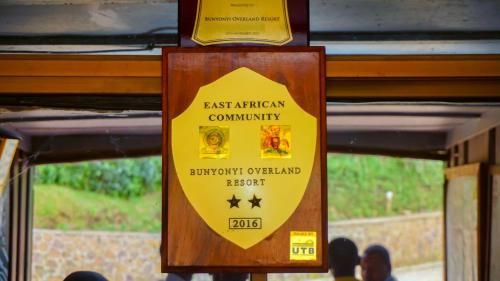 BUNYONYI OVERLAND RESORT
EAST AFRICAN
COMMUNITY
BUNYONYI OVERLAND
RESORT
2016
UTB